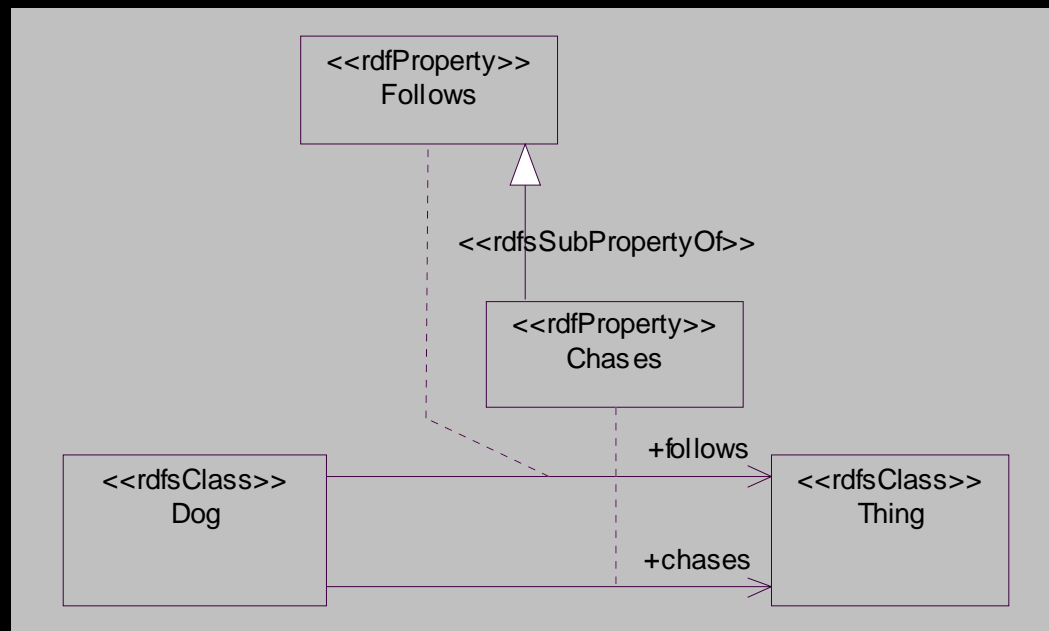 <<rdfProperty>>
Follows
<<rdfsSubPropertyOf>>
<<rdfProperty>>
Chases
+follows
<<rdfsClass>>
Dog
<<rdfsClass>>
Thing
+chases